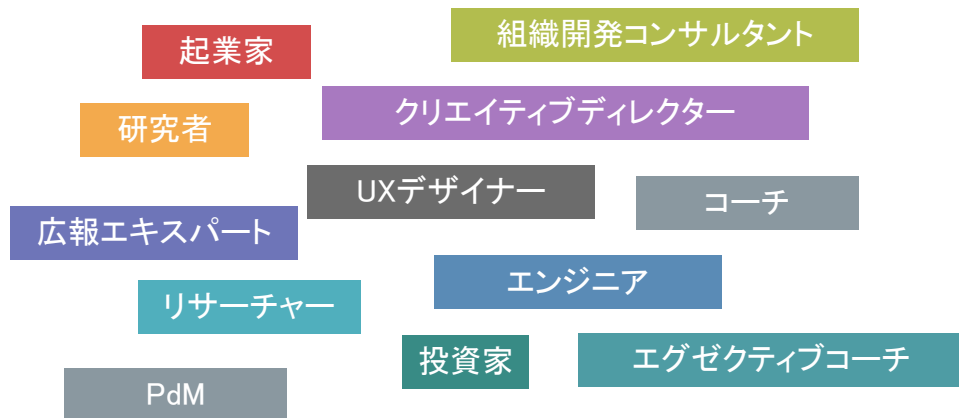 起業家
組織開発コンサルタント
研究者
クリエイティブディレクター
UXデザイナー
コーチ
広報エキスパート
エンジニア
リサーチャー
投資家
エグゼクティブコーチ
PdM